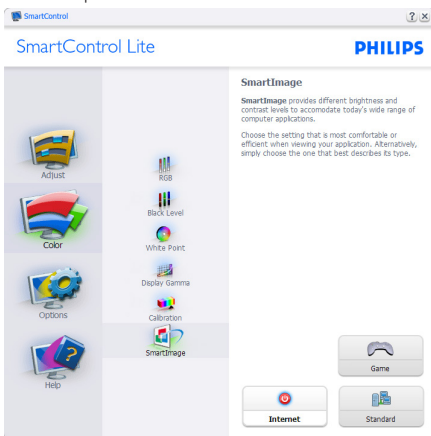 SmartControl
SmartControl Lite
PHILIPS
Adjust
Color
Options
Help
RGB
Black Level
White Point
Display Gamma
Calibration
SmartImage
SmartImage
SmartImage provides different brightness and
contrast levels to accomodate today's wide range of
computer applications.
Choose the setting that is most comfortable or
efficient when viewing your application. Alternatively,
simply choose the one that best describes its type.
Game
Internet
Standard